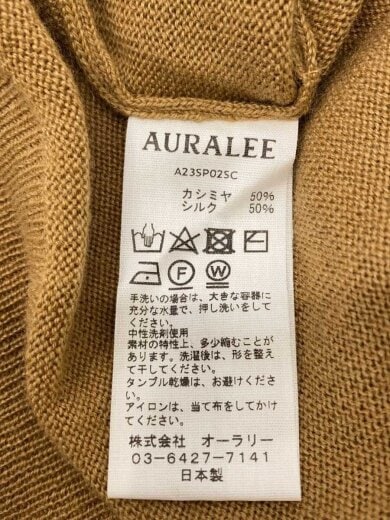 AURALEE
A23SP02SC
カシミヤ 50%
シルク 50%
F W
手洗いの場合は、大きな容器に
充分な水量で、押し洗いをして
ください。
中性洗剤使用
素材の特性上、多少縮むことが
あります。洗濯後は、形を整え
て干してください。
タンブル乾燥は、お避けくださ
い。
アイロンは、当て布をしてかけ
てください。
株式会社 オーラリー
03-6427-7141
日本製